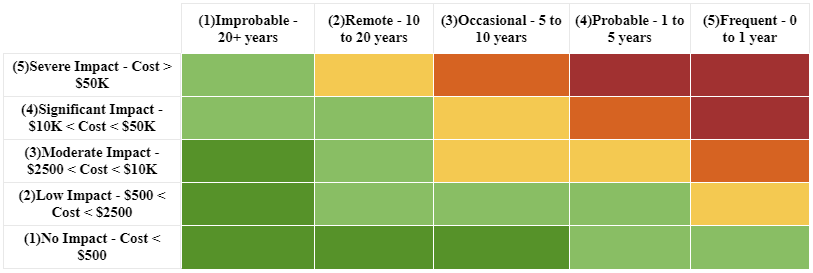 (1)Improbable -
20+ years
(2)Remote - 10
to 20 years
(3)Occasional - 5 to
10 years
(4)Probable - 1 to
5 years
(5)Frequent - 0
to 1 year
(5)Severe Impact - Cost >
$50K
(4)Significant Impact -
$10K < Cost < $50K
(3)Moderate Impact -
$2500 < Cost < $10K
(2)Low Impact - $500 <
Cost < $2500
(1)No Impact - Cost <
$500